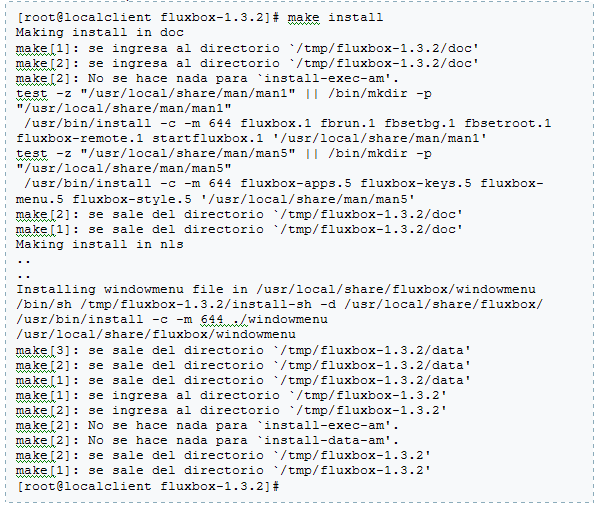 [root@localclient fluxbox-1.3.2]# make install
Making install in doc
make[1]: se ingresa al directorio `/tmp/fluxbox-1.3.2/doc'
make[2]: se ingresa al directorio `/tmp/fluxbox-1.3.2/doc'
make[2]: No se hace nada para `install-exec-am'.
test -z "/usr/local/share/man/man1" || /bin/mkdir -p
"/usr/local/share/man/man1"
 /usr/bin/install -c -m 644 fluxbox.1 fbrun.1 fbsetbg.1 fbsetroot.1
fluxbox-remote.1 startfluxbox.1 '/usr/local/share/man/man1'
test -z "/usr/local/share/man/man5" || /bin/mkdir -p
"/usr/local/share/man/man5"
 /usr/bin/install -c -m 644 fluxbox-apps.5 fluxbox-keys.5 fluxbox-
menu.5 fluxbox-style.5 '/usr/local/share/man/man5'
make[2]: se sale del directorio `/tmp/fluxbox-1.3.2/doc'
make[1]: se sale del directorio `/tmp/fluxbox-1.3.2/doc'
Making install in nls
..
..
Installing windowmenu file in /usr/local/share/fluxbox/windowmenu
/bin/sh /tmp/fluxbox-1.3.2/install-sh -d /usr/local/share/fluxbox/
/usr/bin/install -c -m 644 ./windowmenu
/usr/local/share/fluxbox/windowmenu
make[3]: se sale del directorio `/tmp/fluxbox-1.3.2/data'
make[2]: se sale del directorio `/tmp/fluxbox-1.3.2/data'
make[1]: se sale del directorio `/tmp/fluxbox-1.3.2/data'
make[1]: se ingresa al directorio `/tmp/fluxbox-1.3.2'
make[2]: se ingresa al directorio `/tmp/fluxbox-1.3.2'
make[2]: No se hace nada para `install-exec-am'.
make[2]: No se hace nada para `install-data-am'.
make[2]: se sale del directorio `/tmp/fluxbox-1.3.2'
make[1]: se sale del directorio `/tmp/fluxbox-1.3.2'
[root@localclient fluxbox-1.3.2]#